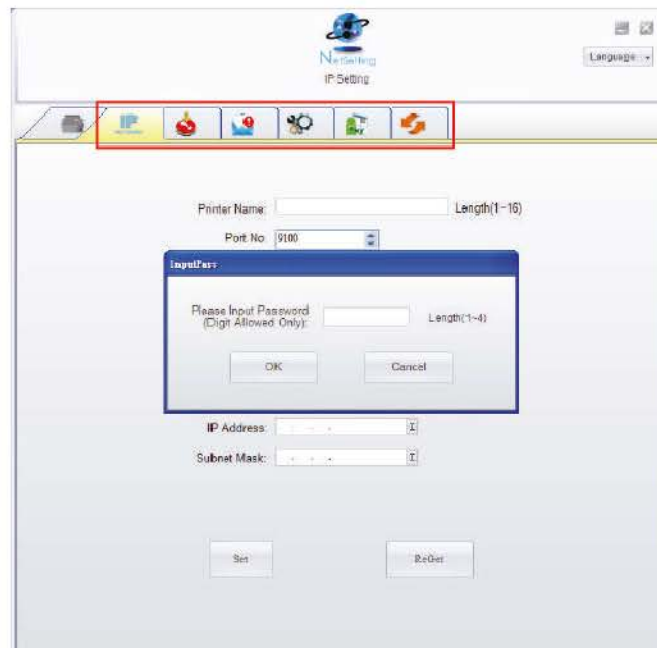 NetSetting
IP Setting
Language
IP
Printer Name:
Length(1~16)
Port No:
9100
InputPass
Please Input Password
(Digit Allowed Only):
Length(1~4)
OK
Cancel
IP Address:
Subnet Mask:
Set
ReGet